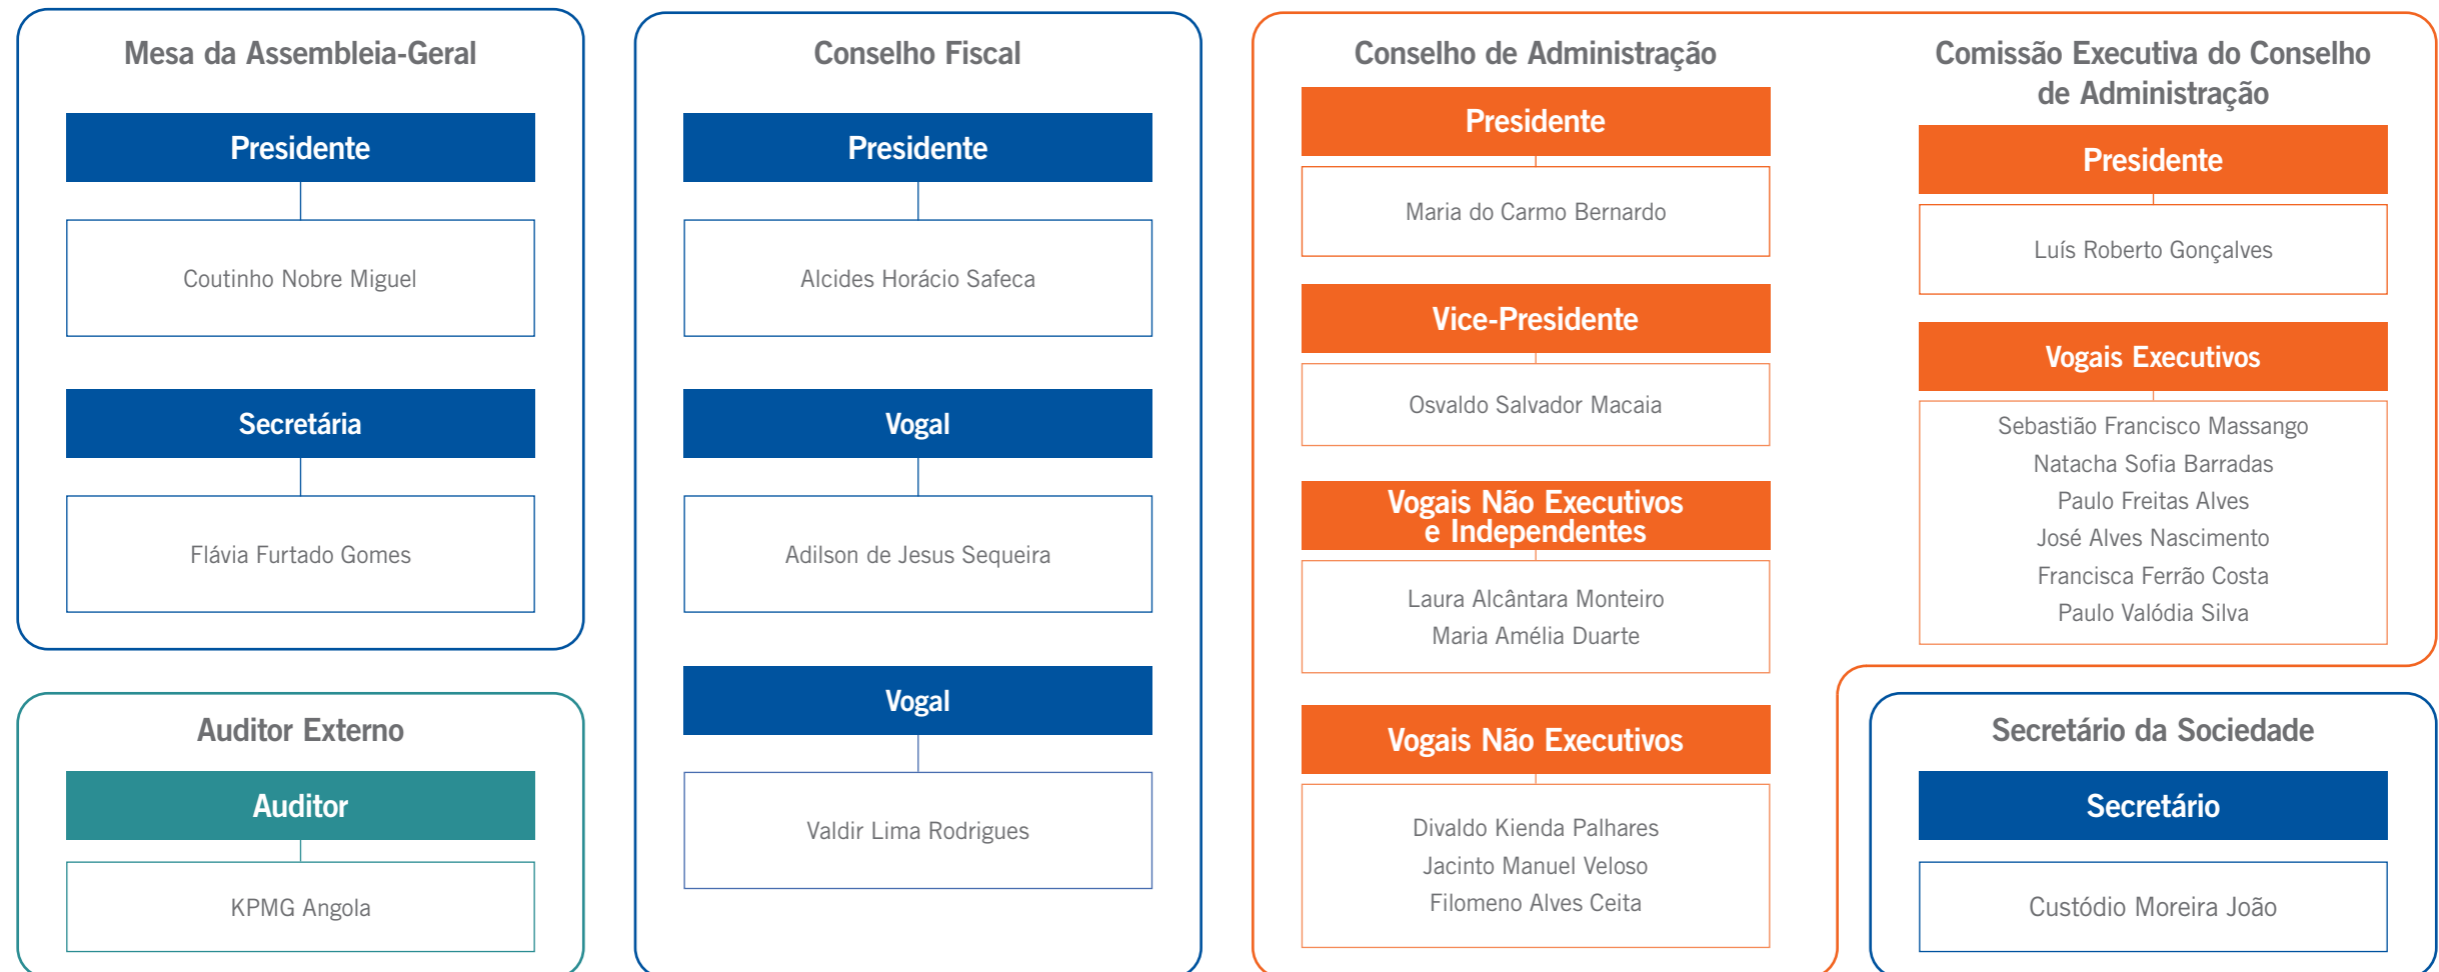 Mesa da Assembleia-Geral
Presidente
Coutinho Nobre Miguel
Secretária
Flávia Furtado Gomes
Auditor Externo
Auditor
KPMG Angola
Conselho Fiscal
Presidente
Alcides Horácio Safeca
Vogal
Adilson de Jesus Sequeira
Vogal
Valdir Lima Rodrigues
Conselho de Administração
Presidente
Maria do Carmo Bernardo
Vice-Presidente
Osvaldo Salvador Macaia
Vogais Não Executivos
e Independentes
Laura Alcântara Monteiro
Maria Amélia Duarte
Vogais Não Executivos
Divaldo Kienda Palhares
Jacinto Manuel Veloso
Filomeno Alves Ceita
Comissão Executiva do Conselho
de Administração
Presidente
Luís Roberto Gonçalves
Vogais Executivos
Sebastião Francisco Massango
Natacha Sofia Barradas
Paulo Freitas Alves
José Alves Nascimento
Francisca Ferrão Costa
Paulo Valódia Silva
Secretário da Sociedade
Secretário
Custódio Moreira João